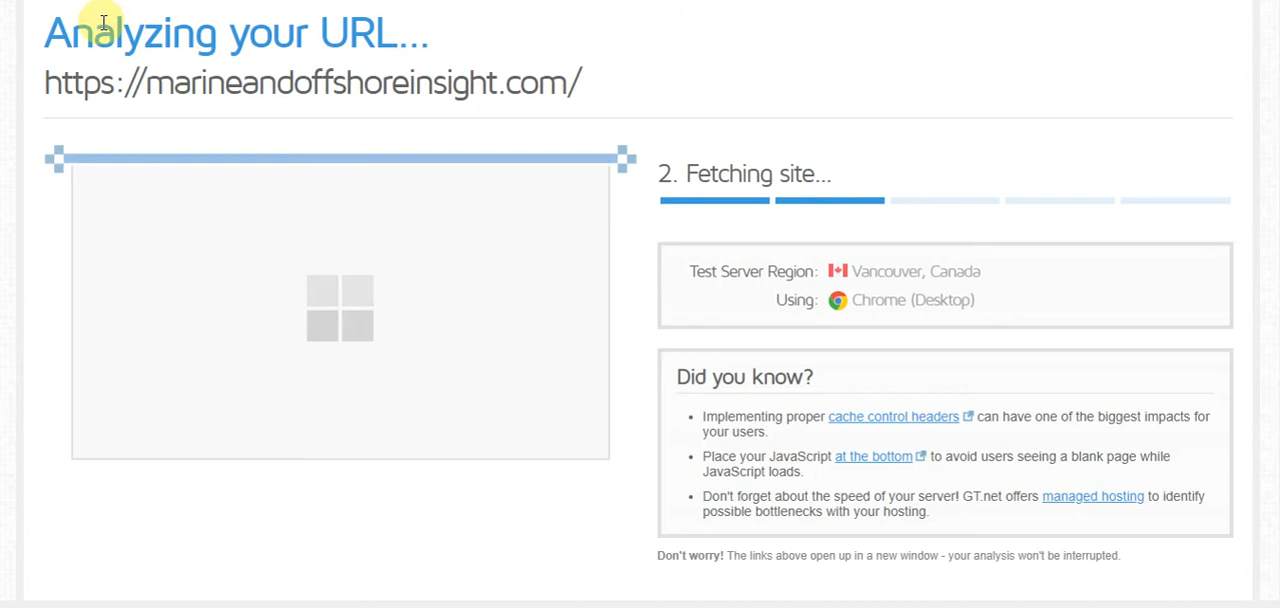 Analyzing your URL...
https://marineandoffshoreinsight.com/
2. Fetching site...
Test Server Region: Vancouver, Canada
Using: Chrome (Desktop)
Did you know?
• Implementing proper cache control headers can have one of the biggest impacts for
your users.
• Place your JavaScript at the bottom to avoid users seeing a blank page while
JavaScript loads.
• Don't forget about the speed of your server! GT.net offers managed hosting to identify
possible bottlenecks with your hosting.
Don't worry! The links above open up in a new window - your analysis won't be interrupted.